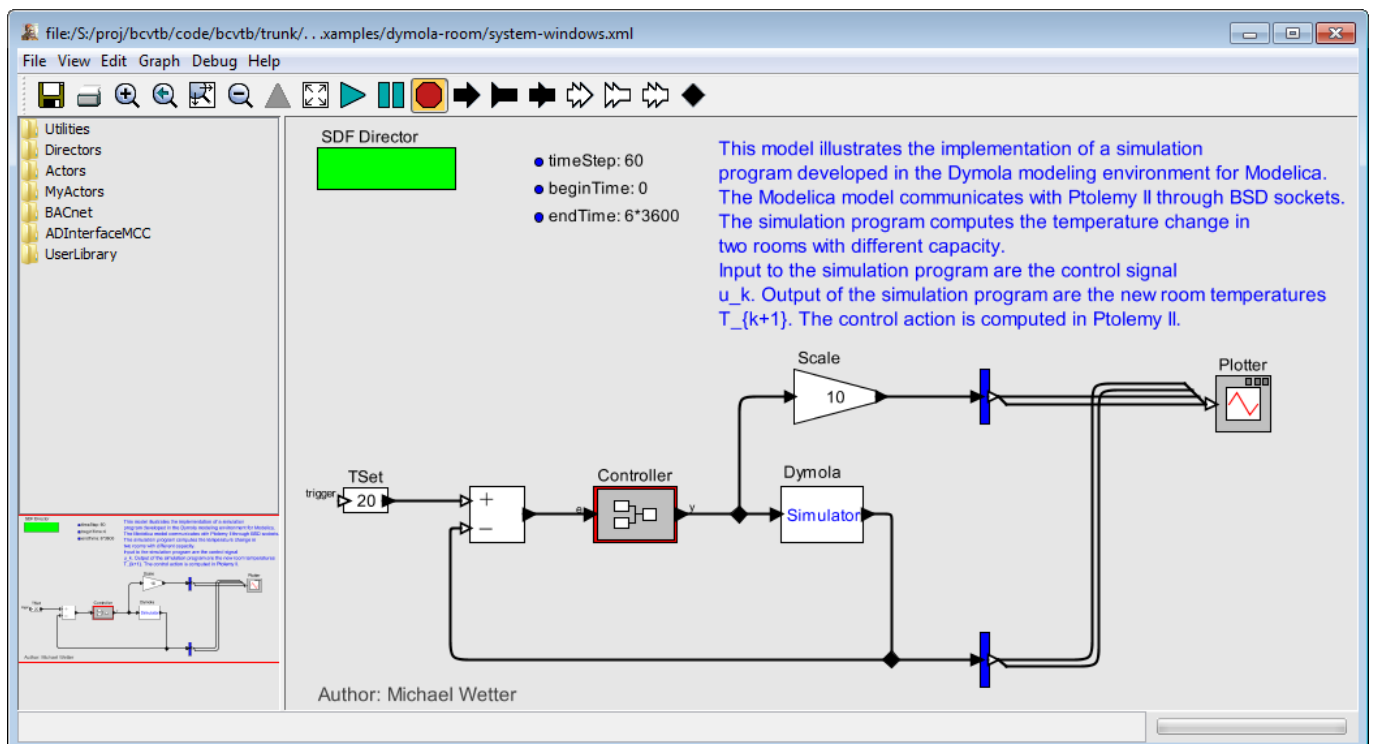 file:/S:/proj/bcvtb/code/bcvtb/trunk/. . .xamples/dymola-room/system-windows.xml
File View Edit Graph Debug Help
Utilities
Directors
Actors
MyActors
BACnet
ADInterfaceMCC
UserLibrary
SDF Director
timeStep: 60
beginTime: 0
endTime: 6*3600
This model illustrates the implementation of a simulation
program developed in the Dymola modeling environment for Modelica.
The Modelica model communicates with Ptolemy II through BSD sockets.
The simulation program computes the temperature change in
two rooms with different capacity.
Input to the simulation program are the control signal
u_k. Output of the simulation program are the new room temperatures
T_{k+1}. The control action is computed in Ptolemy II.
Scale
10
Plotter
TSet
trigger
20
+
−
Controller
e
y
Dymola
Simulator
Author: Michael Wetter